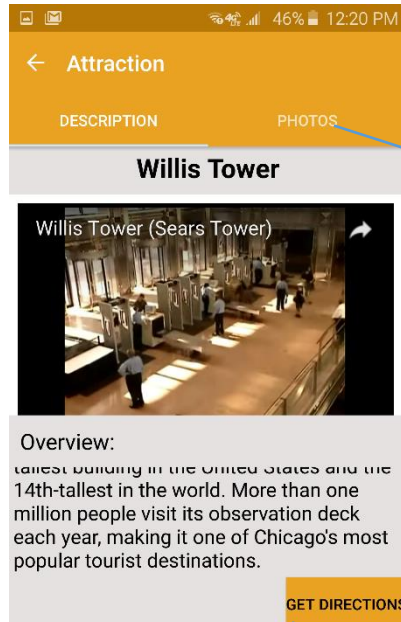 46% 12:20 PM
Attraction
DESCRIPTION PHOTOS
Willis Tower
Willis Tower (Sears Tower)
Overview:
tallest building in the United States and the
14th-tallest in the world. More than one
million people visit its observation deck
each year, making it one of Chicago's most
popular tourist destinations.
GET DIRECTIONS